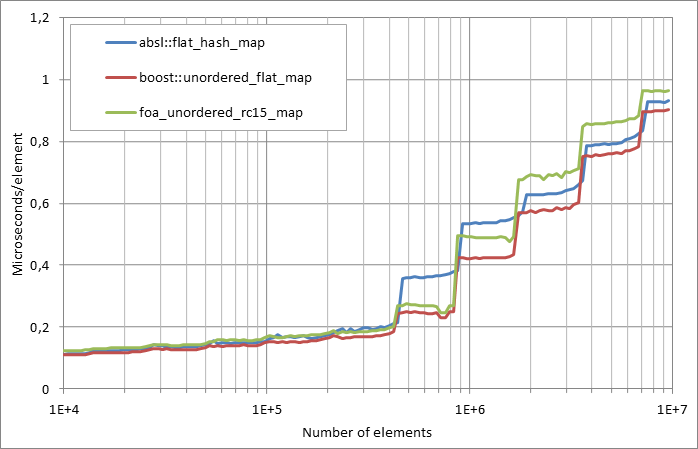 1,2
1
0,8
0,6
0,4
0,2
0
Microseconds/element
absl::flat_hash_map
boost::unordered_flat_map
foa_unordered_rc15_map
1E+4
1E+5
1E+6
1E+7
Number of elements